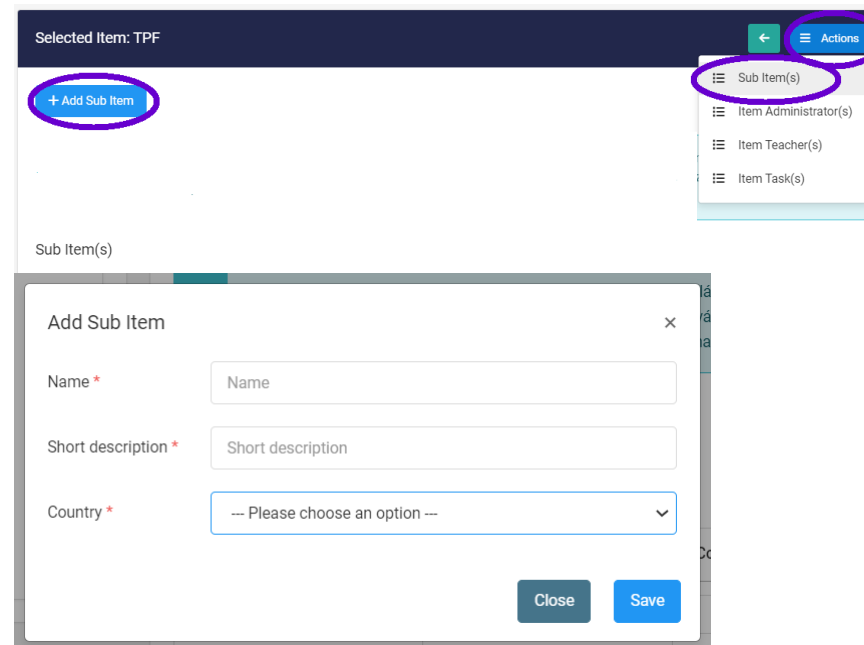 Selected Item: TPF
Actions
+ Add Sub Item
Sub Item(s)
Item Administrator(s)
Item Teacher(s)
Item Task(s)
Sub Item(s)
Add Sub Item ×
Name *
Name
Short description *
Short description
Country *
--- Please choose an option ---
Close
Save